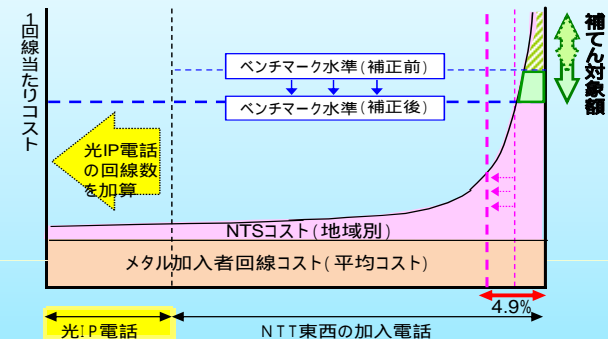 1回線当たりコスト
補てん対象額
ベンチマーク水準(補正前)
ベンチマーク水準(補正後)
光IP電話
の回線数
を加算
NTSコスト(地域別)
メタル加入者回線コスト(平均コスト)
4.9%
光IP電話
NTT東西の加入電話